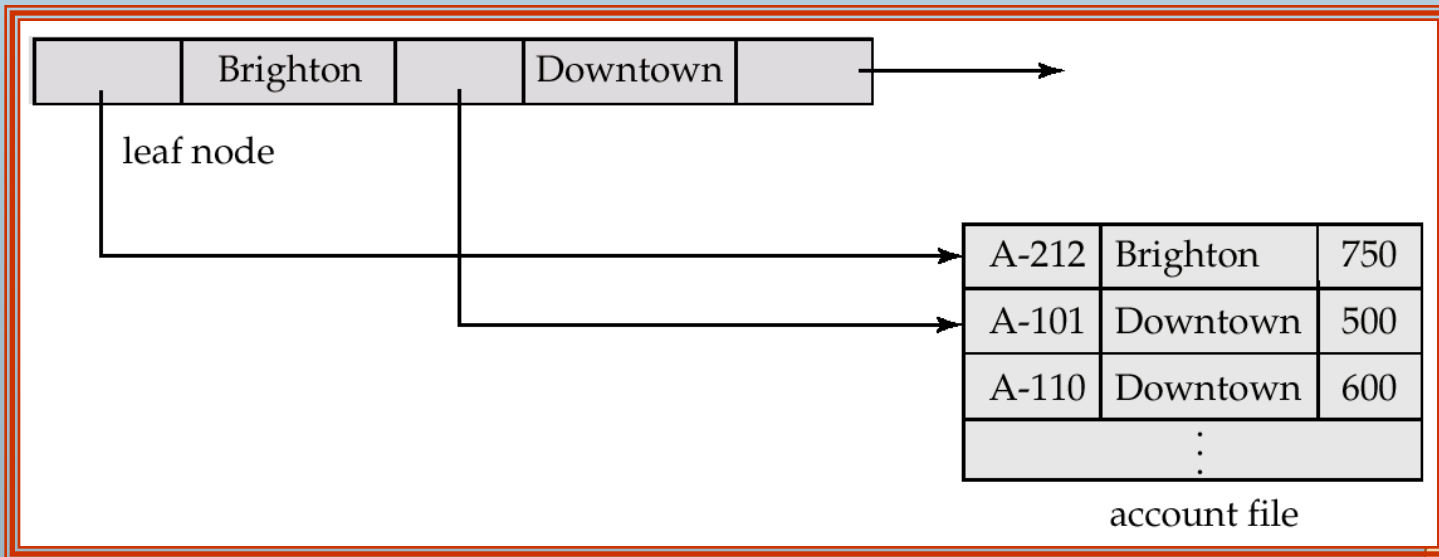 Brighton Downtown
leaf node
A-212 Brighton 750
A-101 Downtown 500
A-110 Downtown 600
account file